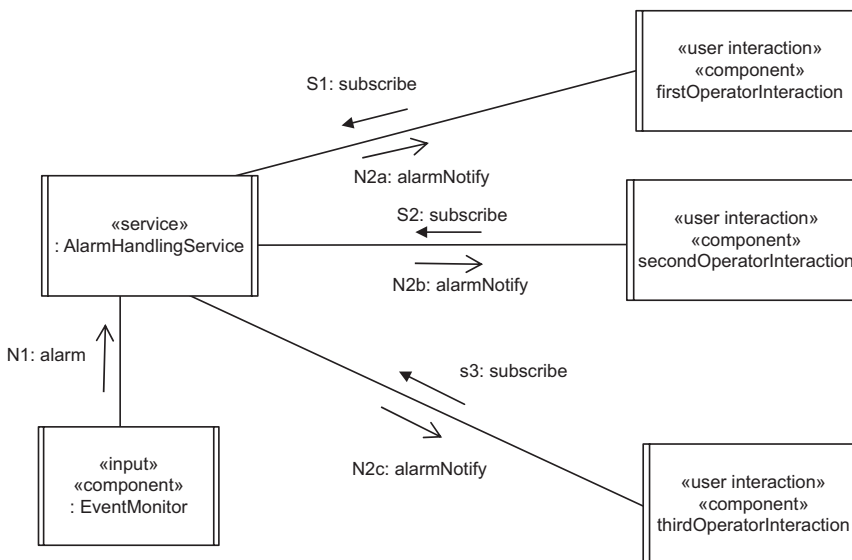 «user interaction»
«component»
firstOperatorInteraction
S1: subscribe
N2a: alarmNotify
«service»
: AlarmHandlingService
S2: subscribe
N2b: alarmNotify
«user interaction»
«component»
secondOperatorInteraction
N1: alarm
s3: subscribe
N2c: alarmNotify
«input»
«component»
: EventMonitor
«user interaction»
«component»
thirdOperatorInteraction